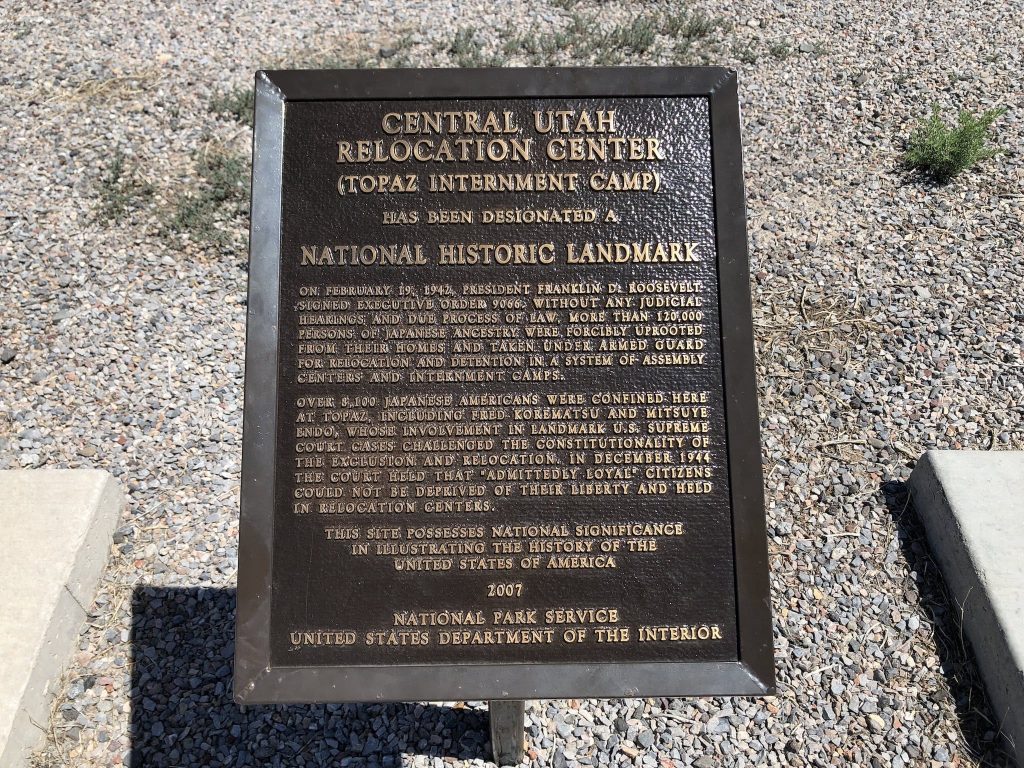 CENTRAL UTAH
RELOCATION CENTER
(TOPAZ INTERNMENT CAMP)
HAS BEEN DESIGNATED A
NATIONAL HISTORIC LANDMARK
ON FEBRUARY 19, 1942, PRESIDENT FRANKLIN D. ROOSEVELT
SIGNED EXECUTIVE ORDER 9066. WITHOUT ANY JUDICIAL
HEARINGS AND DUE PROCESS OF LAW, MORE THAN 120,000
PERSONS OF JAPANESE ANCESTRY WERE FORCIBLY UPROOTED
FROM THEIR HOMES AND TAKEN UNDER ARMED GUARD
FOR RELOCATION AND DETENTION IN A SYSTEM OF ASSEMBLY
CENTERS AND INTERNMENT CAMPS.
OVER 8,100 JAPANESE AMERICANS WERE CONFINED HERE
AT TOPAZ, INCLUDING FRED KOREMATSU AND MITSUYE
ENDO, WHOSE INVOLVEMENT IN LANDMARK U.S. SUPREME
COURT CASES CHALLENGED THE CONSTITUTIONALITY OF
THE EXCLUSION AND RELOCATION. IN DECEMBER 1944
THE COURT HELD THAT "ADMITTEDLY LOYAL" CITIZENS
COULD NOT BE DEPRIVED OF THEIR LIBERTY AND HELD
IN RELOCATION CENTERS.
THIS SITE POSSESSES NATIONAL SIGNIFICANCE
IN ILLUSTRATING THE HISTORY OF THE
UNITED STATES OF AMERICA
2007
NATIONAL PARK SERVICE
UNITED STATES DEPARTMENT OF THE INTERIOR